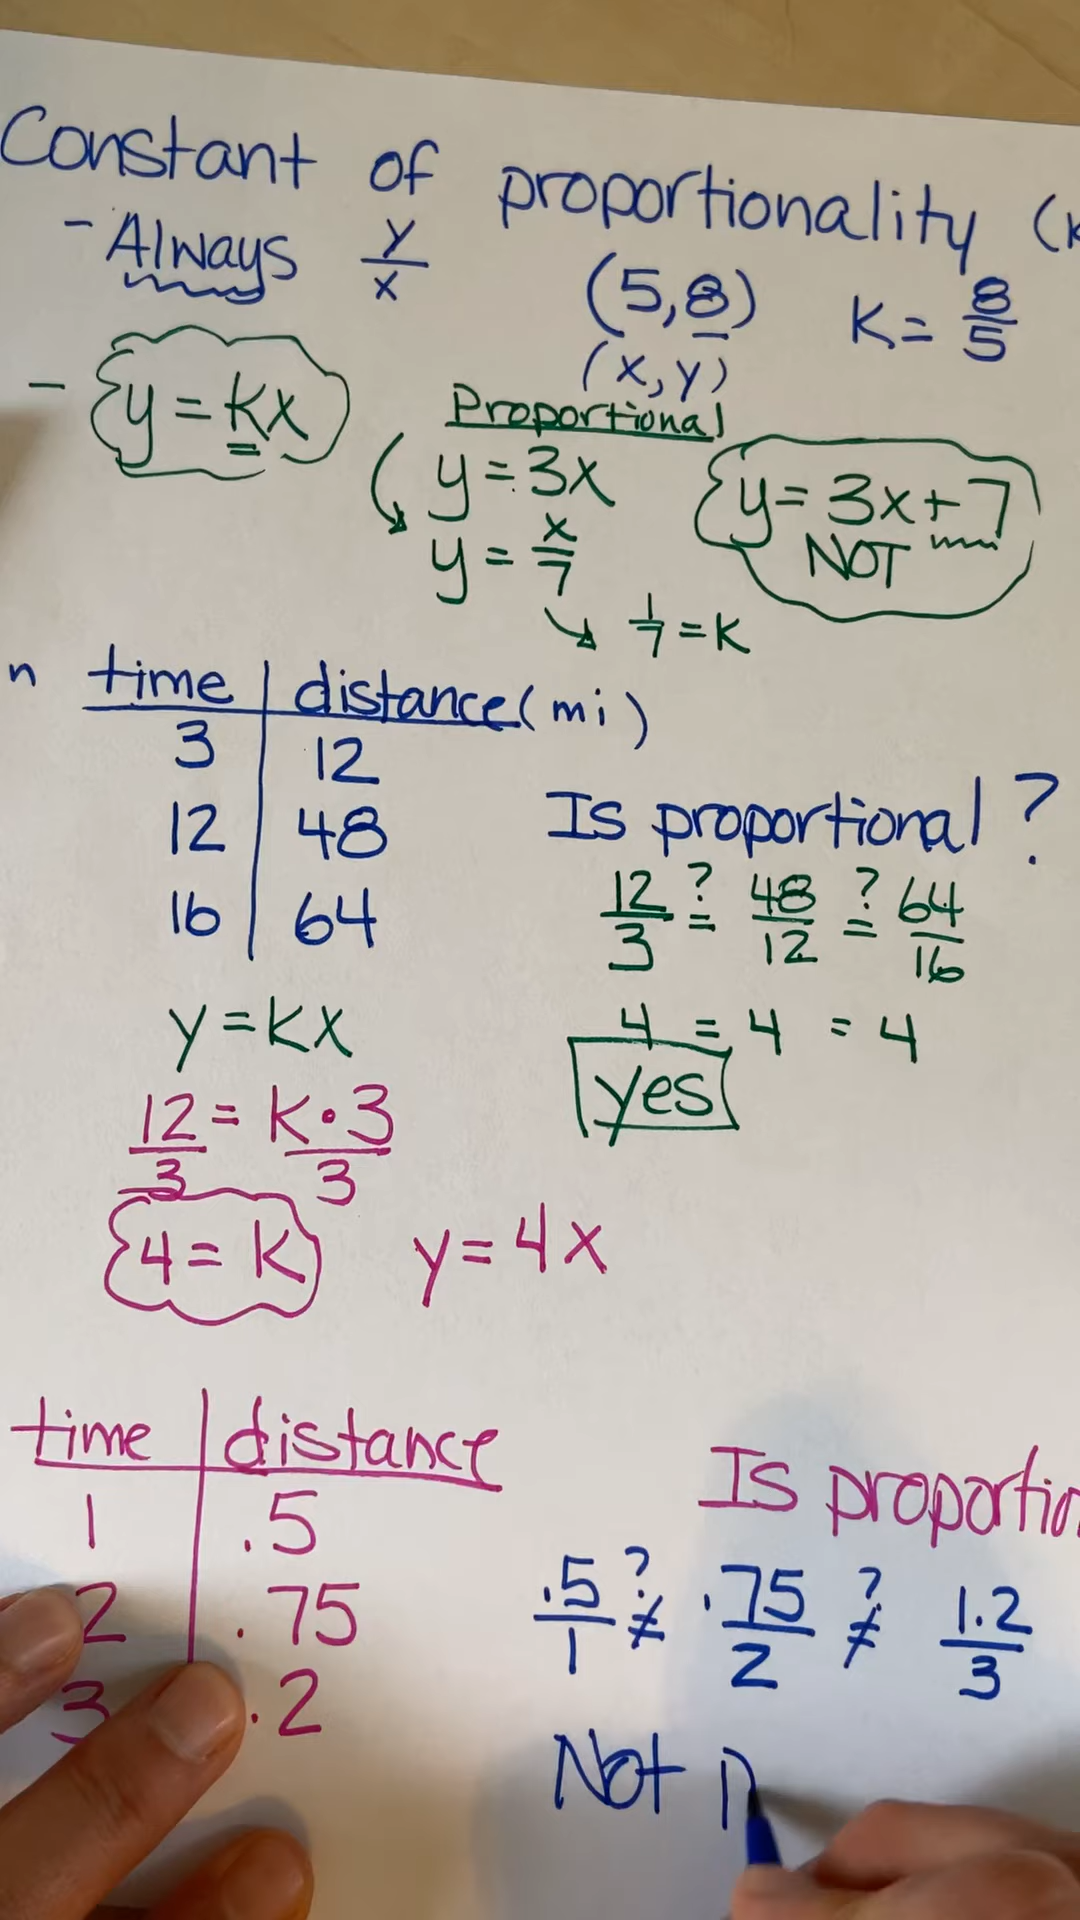 Constant of proportionality (k
- Always y/x
(5,8) K = 8/5
(x,y)
- y = kx
Proportional
y = 3x
y = x/7
1/7 = K
y = 3x + 7
NOT
n time distance (mi)
3 12
12 48
16 64
Is proportional?
12/3 ?= 48/12 ?= 64/16
4 = 4 = 4
yes
y = kx
12/3 = K • 3/3
4 = K y = 4x
time distance
1 .5
2 .75
3 .2
Is proportion
.5/1 ?≠ .75/2 ?≠ 1.2/3
Not p